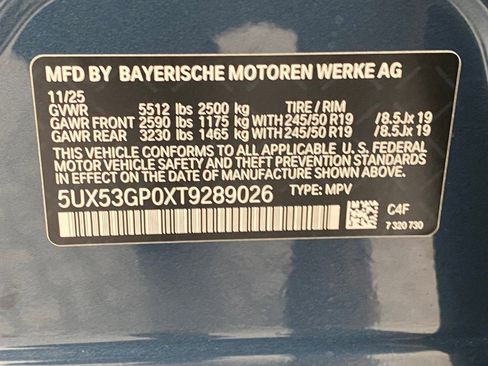 MFD BY BAYERISCHE MOTOREN WERKE AG
11/25
GVWR 5512 lbs 2500 kg TIRE / RIM
GAWR FRONT 2590 lbs 1175 kg WITH 245/50 R19 /8.5Jx 19
GAWR REAR 3230 lbs 1465 kg WITH 245/50 R19 /8.5Jx 19
THIS VEHICLE CONFORMS TO ALL APPLICABLE U. S. FEDERAL
MOTOR VEHICLE SAFETY AND THEFT PREVENTION STANDARDS
IN EFFECT ON THE DATE OF MANUFACTURE SHOWN ABOVE.
5UX53GP0XT9289026 TYPE: MPV
C4F
7 320 730